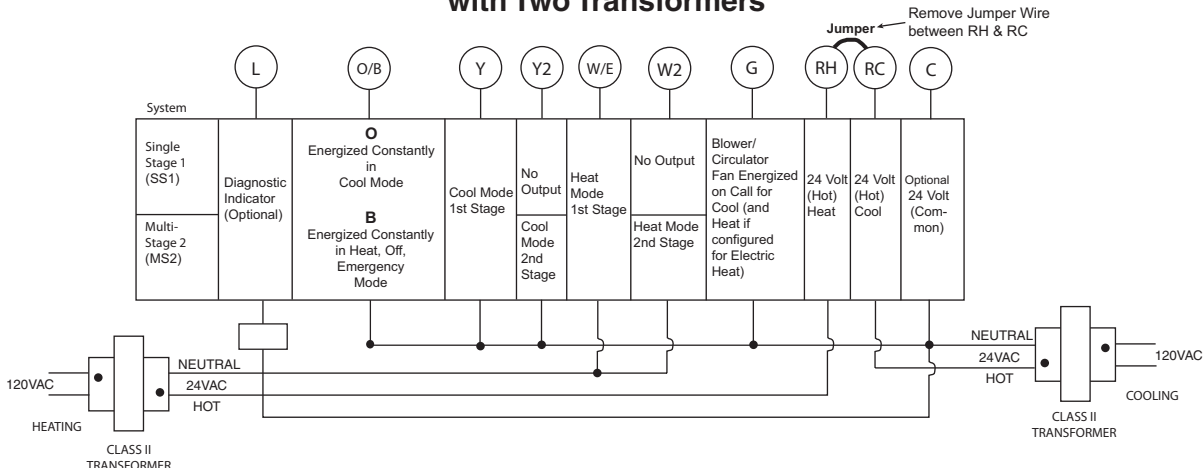 with Two Transformers
Remove Jumper Wire
between RH & RC
Jumper
L
O/B
Y
Y2
W/E
W2
G
RH
RC
C
System
Single
Stage 1
(SS1)
Multi-
Stage 2
(MS2)
Diagnostic
Indicator
(Optional)
O
Energized Constantly
in
Cool Mode
B
Energized Constantly
in Heat, Off,
Emergency
Mode
Cool Mode
1st Stage
No
Output
Cool
Mode
2nd
Stage
Heat
Mode
1st Stage
No Output
Heat Mode
2nd Stage
Blower/
Circulator
Fan Energized
on Call for
Cool (and
Heat if
configured
for Electric
Heat)
24 Volt
(Hot)
Heat
24 Volt
(Hot)
Cool
Optional
24 Volt
(Com-
mon)
120VAC
NEUTRAL
24VAC
HOT
HEATING
CLASS II
TRANSFORMER
NEUTRAL
24VAC
HOT
120VAC
COOLING
CLASS II
TRANSFORMER